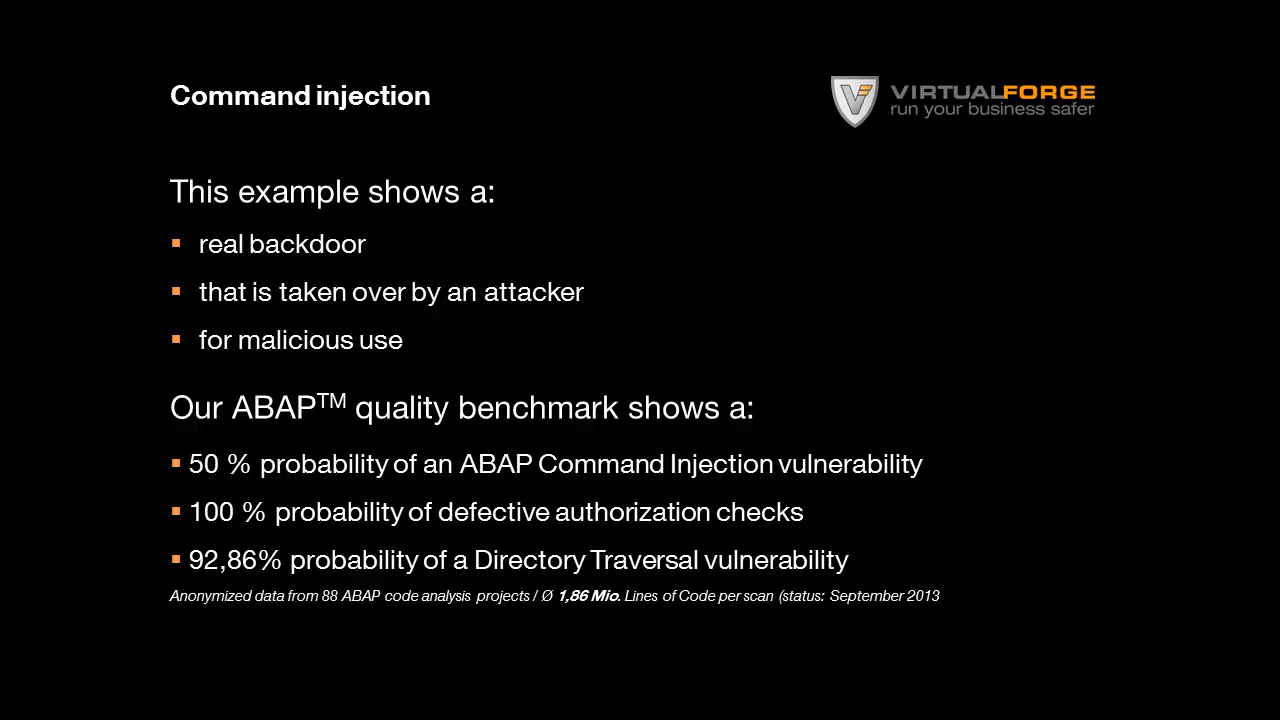 Command injection
VIRTUALFORGE
run your business safer
This example shows a:
▪ real backdoor
▪ that is taken over by an attacker
▪ for malicious use
Our ABAP™ quality benchmark shows a:
▪ 50 % probability of an ABAP Command Injection vulnerability
▪ 100 % probability of defective authorization checks
▪ 92,86% probability of a Directory Traversal vulnerability
Anonymized data from 88 ABAP code analysis projects / Ø 1,86 Mio. Lines of Code per scan (status: September 2013